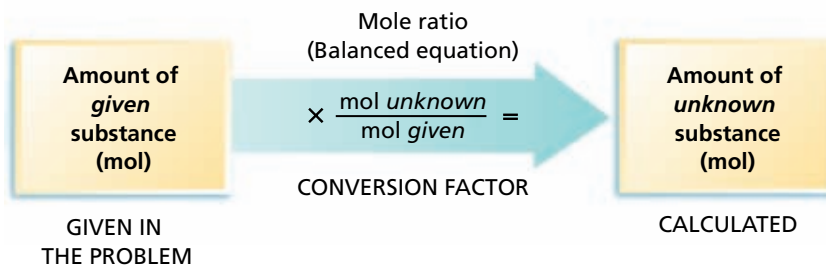 Mole ratio
(Balanced equation)
Amount of
given
substance
(mol)
× mol unknown
mol given =
Amount of
unknown
substance
(mol)
CONVERSION FACTOR
GIVEN IN
THE PROBLEM
CALCULATED